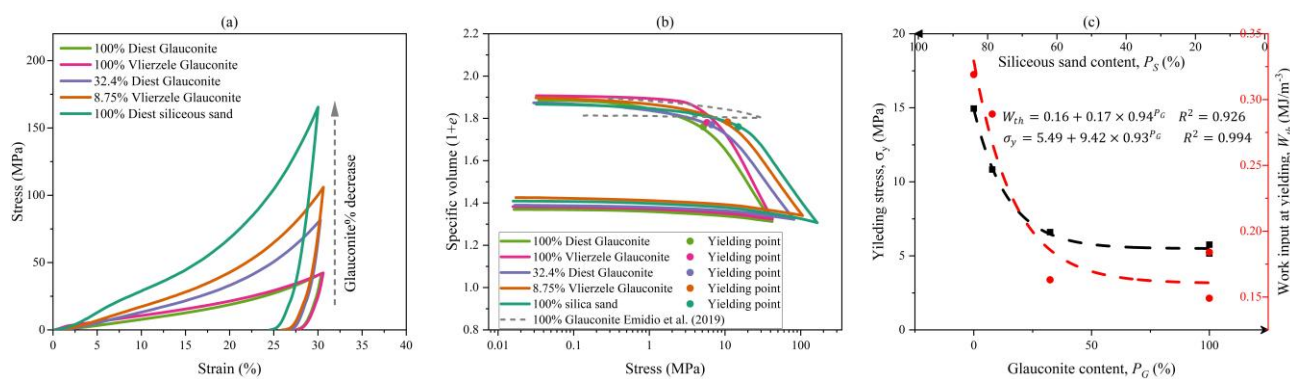 (a)
Stress (MPa)
200
150
100
50
0
0
5
10
15
20
25
30
35
40
Strain (%)
100% Diest Glauconite
100% Vlierzele Glauconite
32.4% Diest Glauconite
8.75% Vlierzele Glauconite
100% Diest siliceous sand
Glauconite% decrease
(b)
Specific volume (1+e)
2.2
2.0
1.8
1.6
1.4
1.2
1.0
0.8
0.01
0.1
1
10
100
Stress (MPa)
100% Diest Glauconite
Yielding point
100% Vlierzele Glauconite
Yielding point
32.4% Diest Glauconite
Yielding point
8.75% Vlierzele Glauconite
Yielding point
100% silica sand
Yielding point
100% Glauconite Emidio et al. (2019)
(c)
100
80
60
40
20
0
Siliceous sand content, P_S (%)
Yileding stress, σ_y (MPa)
20
15
10
5
0
W_th = 0.16 + 0.17 × 0.94^{P_G} R² = 0.926
σ_y = 5.49 + 9.42 × 0.93^{P_G} R² = 0.994
0.35
0.30
0.25
0.20
0.15
Work input at yielding, W_th (MJ/m⁻³)
0
50
100
Glauconite content, P_G (%)